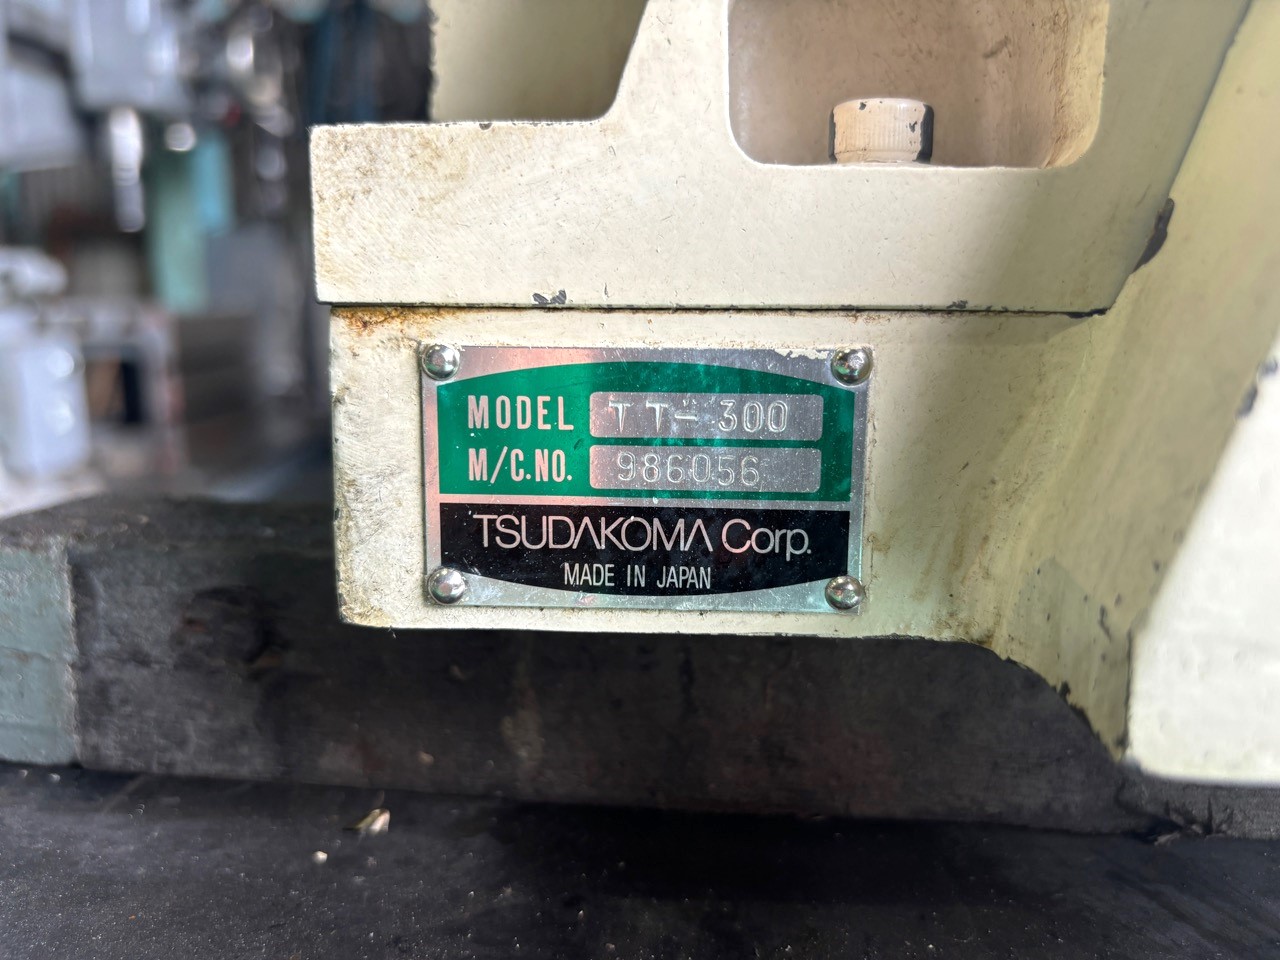 MODEL TT-300
M/C.NO. 986056
TSUDAKOMA Corp.
MADE IN JAPAN